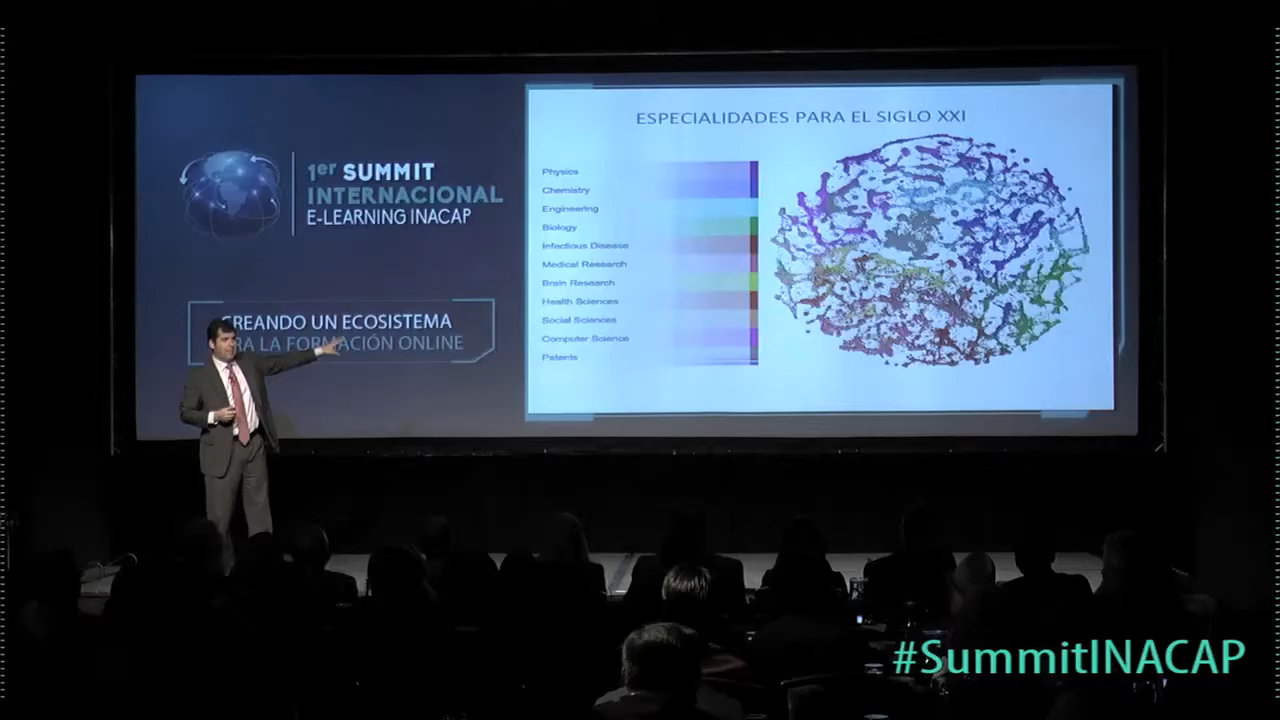 1er SUMMIT
INTERNACIONAL
E-LEARNING INACAP
CREANDO UN ECOSISTEMA
LA FORMACIÓN ONLINE
ESPECIALIDADES PARA EL SIGLO XXI
Physics
Chemistry
Engineering
Biology
Infectious Disease
Medical Research
Brain Research
Health Sciences
Social Sciences
Computer Science
Patents
#SummitINACAP